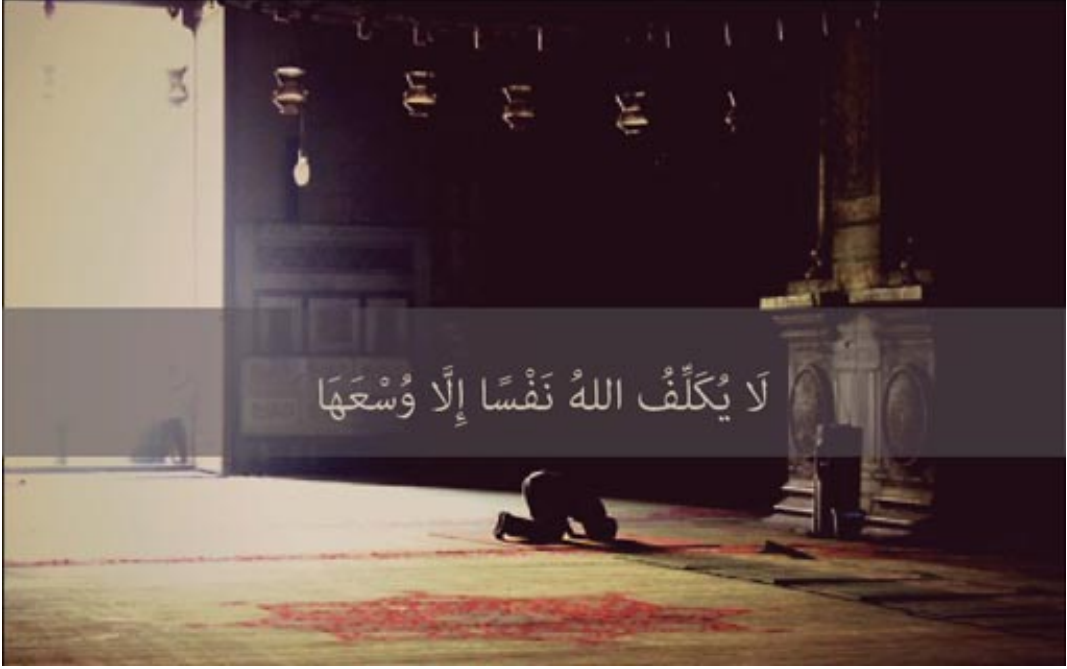 لَا يُكَلِّفُ اللهُ نَفْسًا إِلَّا وُسْعَهَا